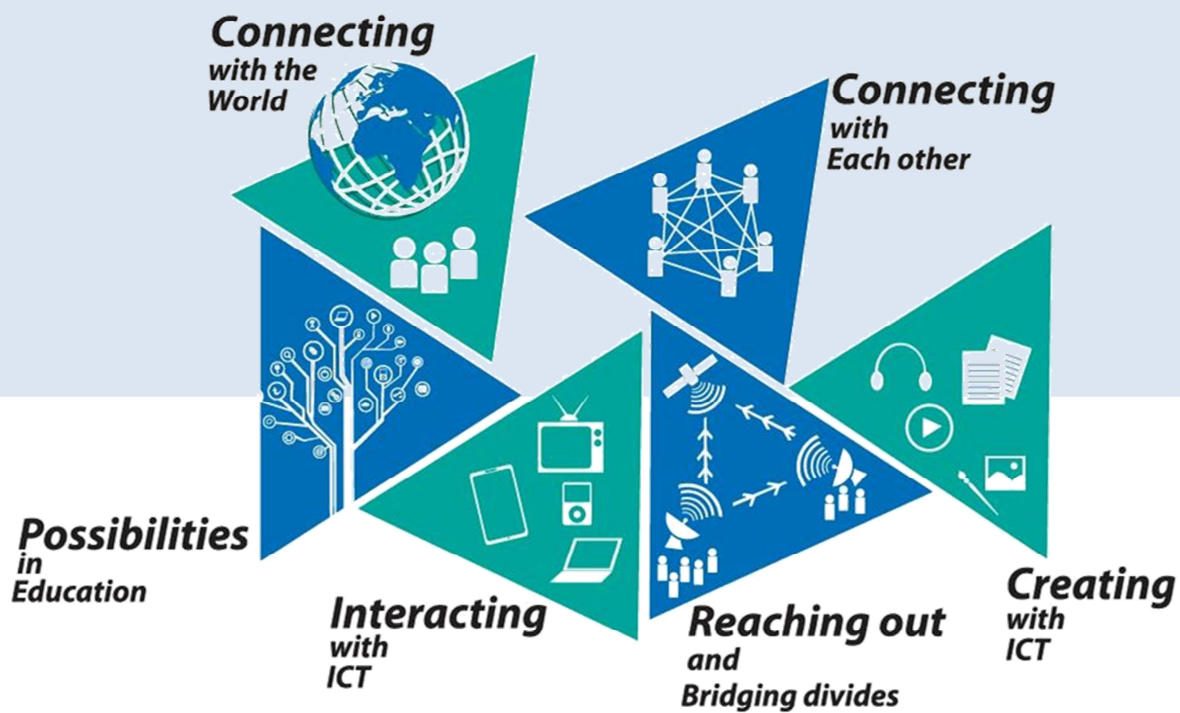 Connecting
with the
World
Connecting
with
Each other
Possibilities
in
Education
Interacting
with
ICT
Reaching out
and
Bridging divides
Creating
with
ICT